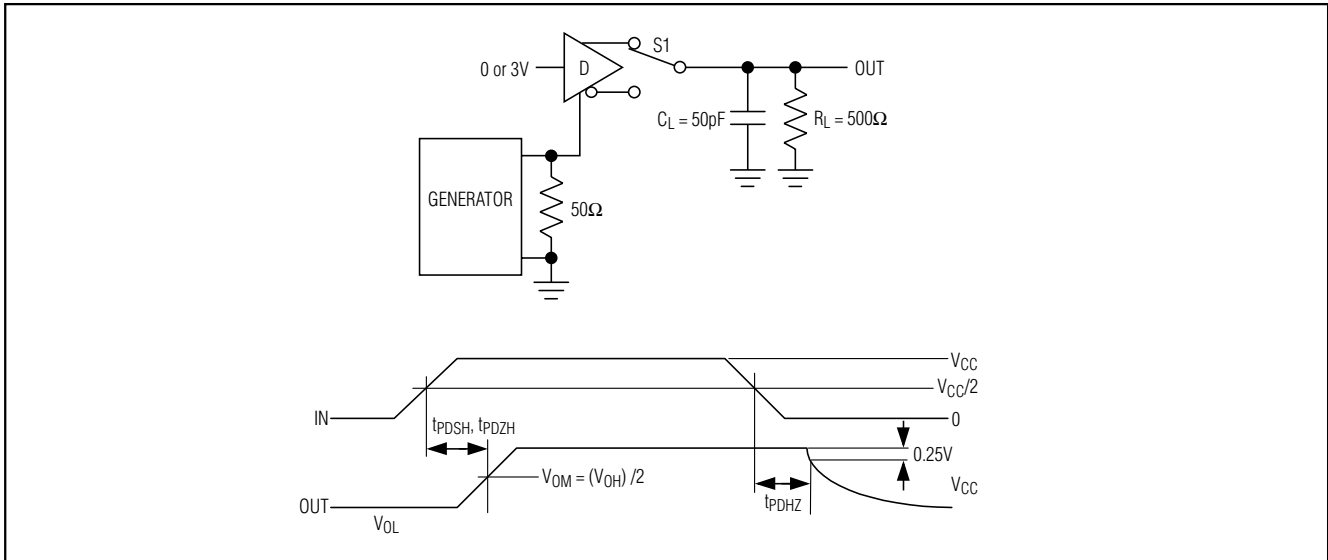 S1
0 or 3V
D
OUT
C_L = 50pF
R_L = 500Ω
GENERATOR
50Ω
V_CC
V_CC/2
IN
0
t_PDSH, t_PDZH
0.25V
V_OM = (V_OH) /2
V_CC
t_PDHZ
OUT
V_OL